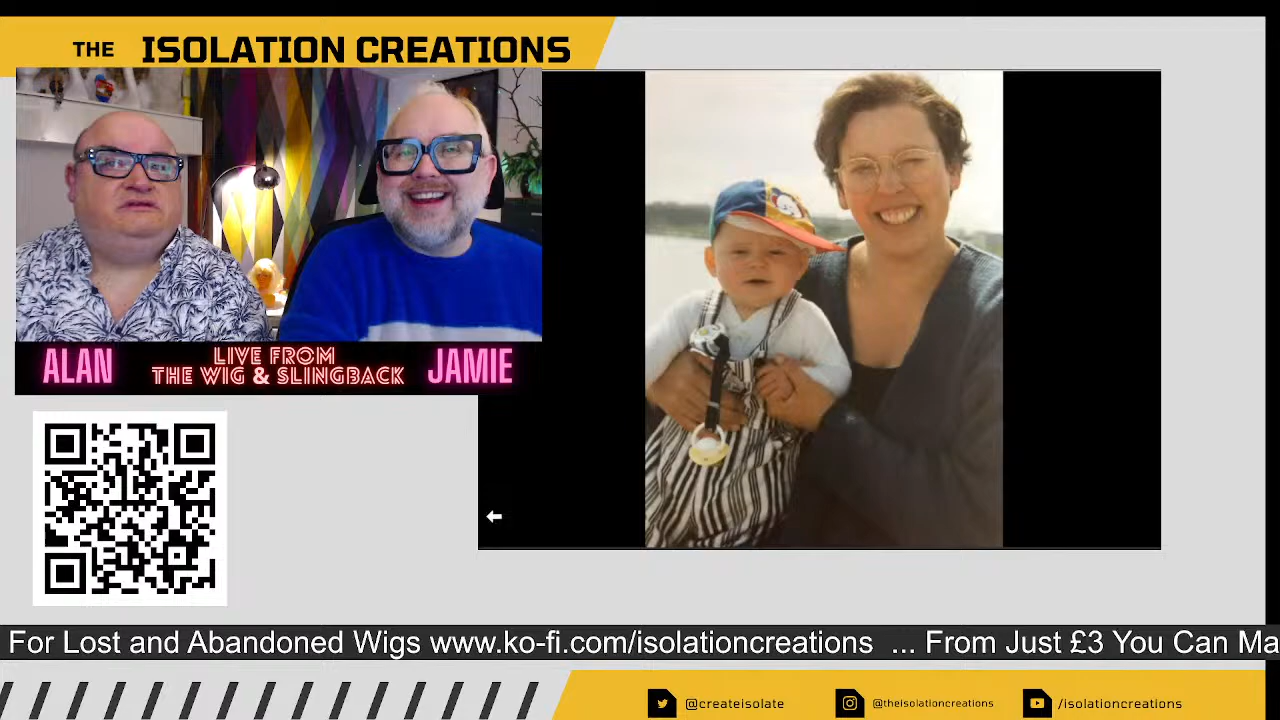 THE ISOLATION CREATIONS
ALAN
LIVE FROM
THE WIG & SLINGBACK
JAMIE
For Lost and Abandoned Wigs www.ko-fi.com/isolationcreations ... From Just £3 You Can Ma
@createisolate
@theisolationcreations
/isolationcreations